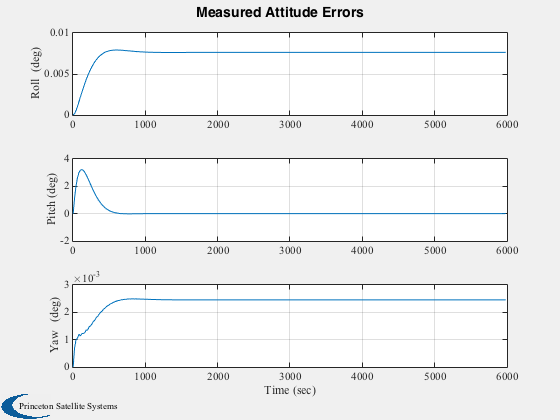 Measured Attitude Errors
0.01
0.005
0
Roll (deg)
0 1000 2000 3000 4000 5000 6000
4
2
0
-2
Pitch (deg)
0 1000 2000 3000 4000 5000 6000
×10⁻³
3
2
1
0
Yaw (deg)
0 1000 2000 3000 4000 5000 6000
Time (sec)
Princeton Satellite Systems